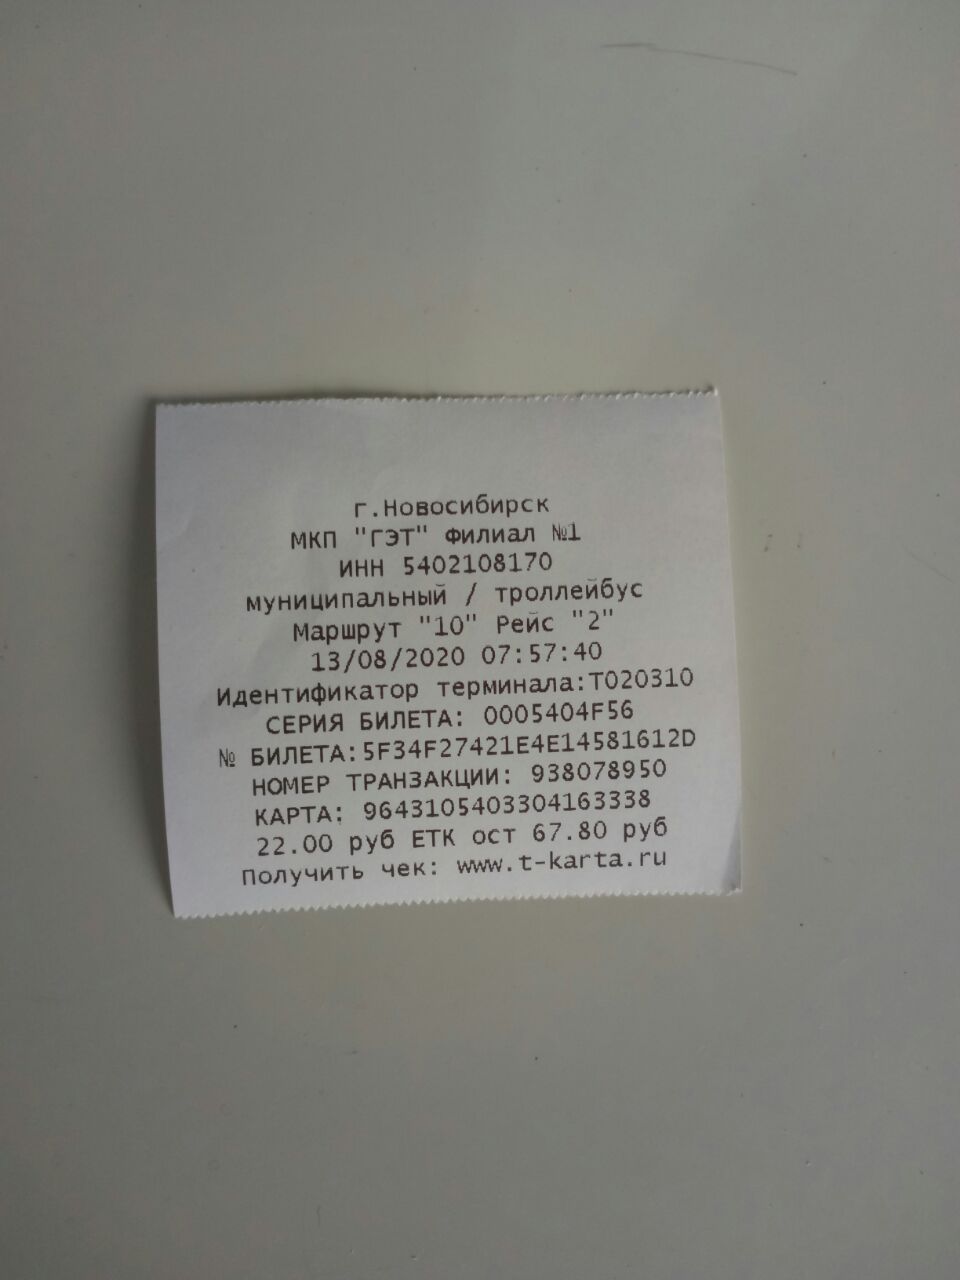 г.Новосибирск
МКП "ГЭТ" Филиал №1
ИНН 5402108170
муниципальный / троллейбус
Маршрут "10" Рейс "2"
13/08/2020 07:57:40
Идентификатор терминала:T020310
СЕРИЯ БИЛЕТА: 0005404F56
№ БИЛЕТА:5F34F27421E4E14581612D
НОМЕР ТРАНЗАКЦИИ: 938078950
КАРТА: 9643105403304163338
22.00 руб ЕТК ост 67.80 руб
Получить чек: www.t-karta.ru